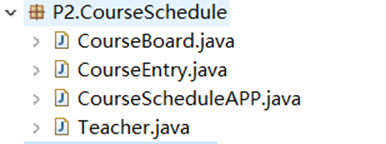 P2.CourseSchedule
CourseBoard.java
CourseEntry.java
CourseScheduleAPP.java
Teacher.java